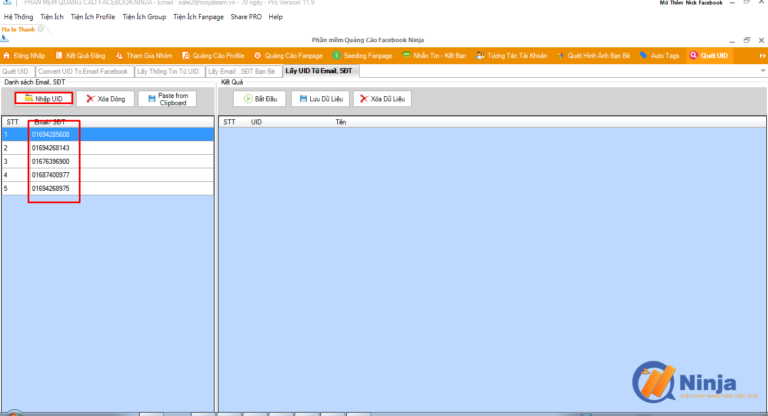 PHẦN MỀM QUẢNG CÁO FACEBOOK NINJA - Email : sale2@ninjateam.vn - 70 ngày - Pro Version 11.9
Mở Thêm Nick Facebook
Hệ Thống Tiện Ích Tiện Ích Profile Tiện Ích Group Tiện Ích Fanpage Share PRO Help
Ha le Thanh
Phần mềm Quảng Cáo Facebook Ninja
Đăng Nhập Kết Quả Đăng Tham Gia Nhóm Quảng Cáo Profile Quảng Cáo Fanpage Seeding Fanpage Nhắn Tin - Kết Bạn Tương Tác Tài Khoản Quét Hình Ảnh Bạn Bè Auto Tags Quét UID
Quét UID Convert UID To Email Facebook Lấy Thông Tin Từ UID Lấy Email , SĐT Bạn Bè Lấy UID Từ Email, SĐT
Danh sách Email, SĐT Kết Quả
Nhập UID Xóa Dòng Paste from Clipboard Bắt Đầu Lưu Dữ Liệu Xóa Dữ Liệu
STT Email/ SĐT STT UID Tên
1 01694285608
2 01694268143
3 01676396900
4 01687400977
5 01694268975
Ninja
GIẢI PHÁP MARKETING HIỆU QUẢ